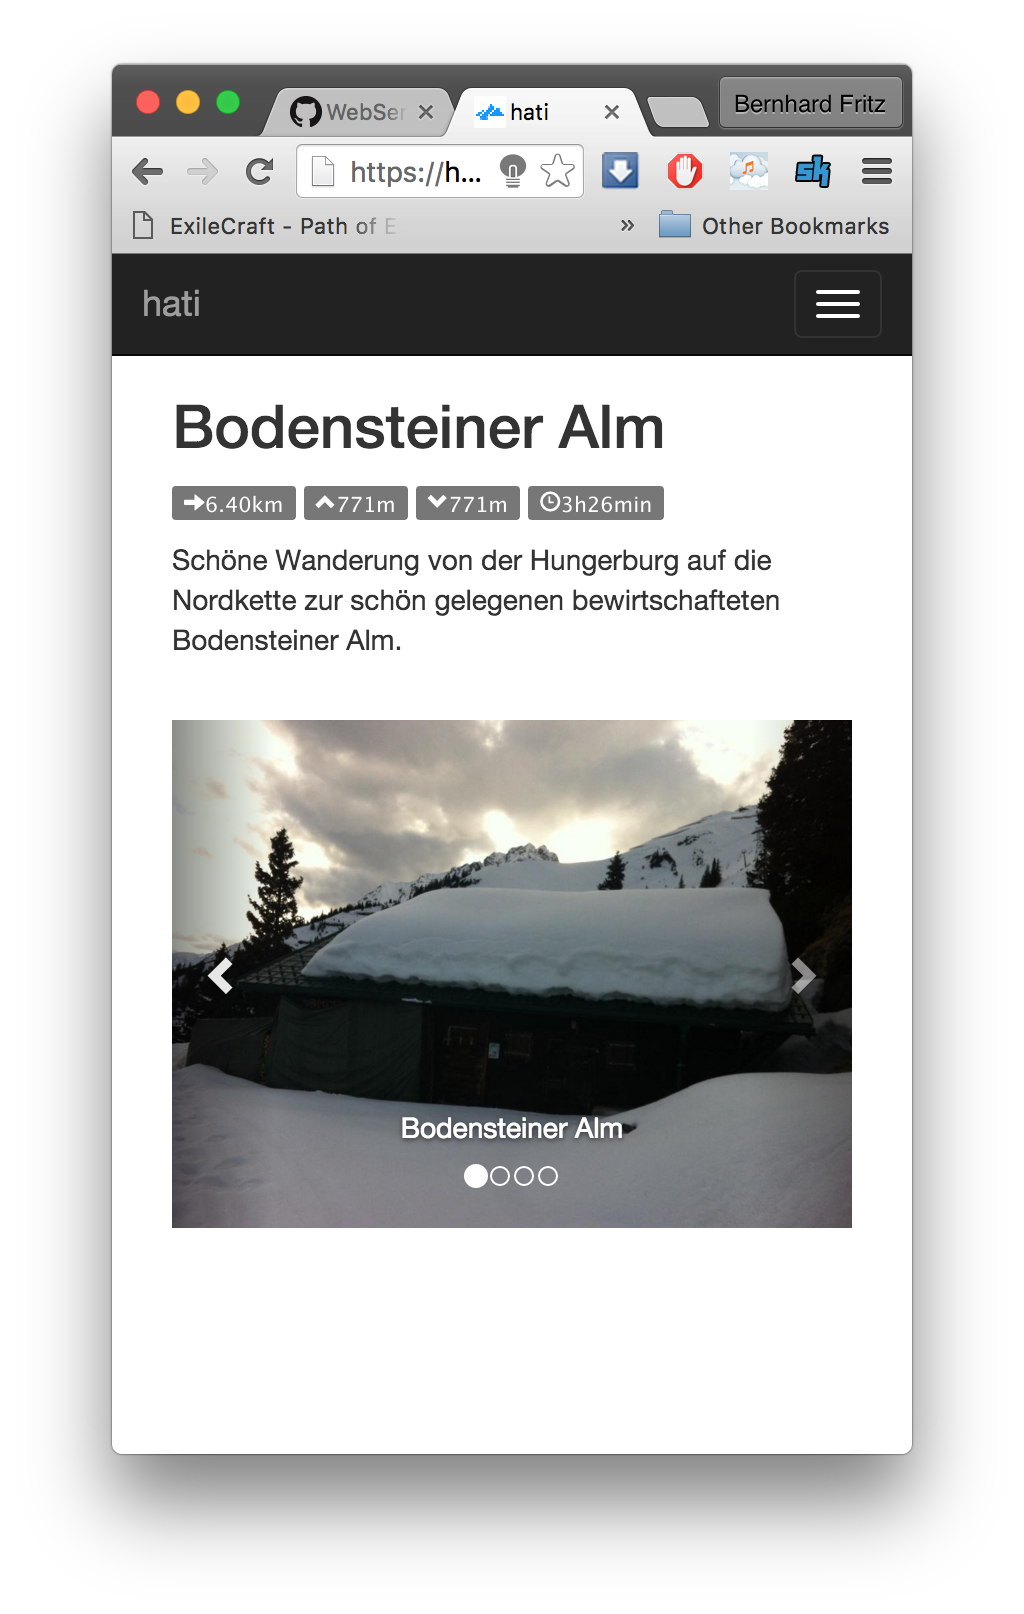 WebSer
hati
Bernhard Fritz
https://h...
ExileCraft - Path of E
»
Other Bookmarks
hati
Bodensteiner Alm
6.40km 771m 771m 3h26min
Schöne Wanderung von der Hungerburg auf die
Nordkette zur schön gelegenen bewirtschafteten
Bodensteiner Alm.
Bodensteiner Alm